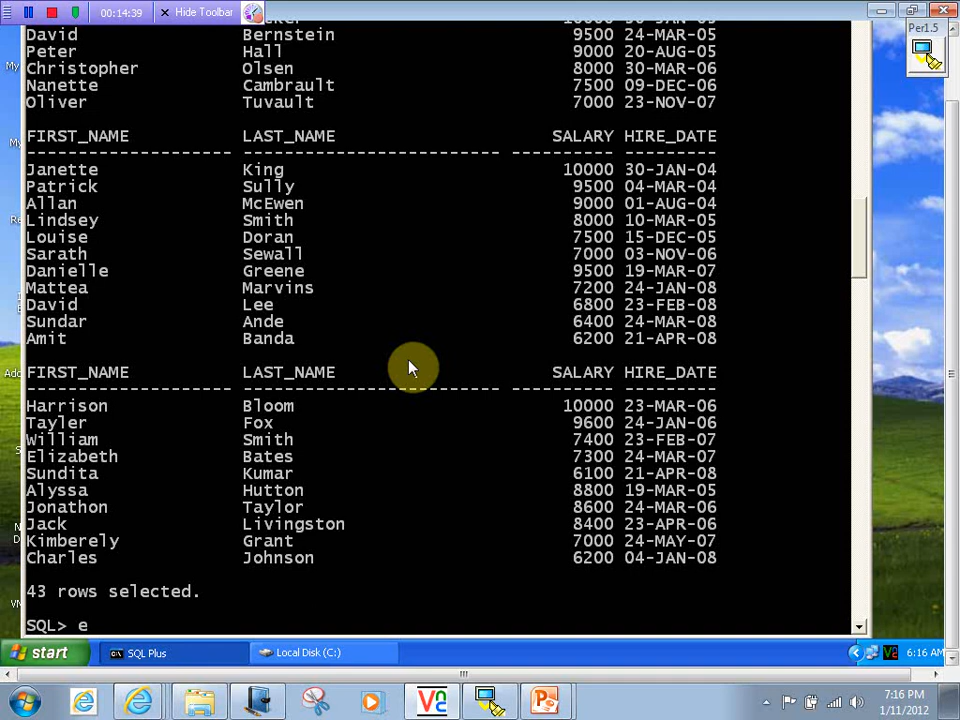 00:14:39 Hide Toolbar
Per1.5
David Bernstein 9500 24-MAR-05
Peter Hall 9000 20-AUG-05
Christopher Olsen 8000 30-MAR-06
Nanette Cambrault 7500 09-DEC-06
Oliver Tuvault 7000 23-NOV-07
FIRST_NAME LAST_NAME SALARY HIRE_DATE
-------------------- ------------------------- ---------- ---------
Janette King 10000 30-JAN-04
Patrick Sully 9500 04-MAR-04
Allan McEwen 9000 01-AUG-04
Lindsey Smith 8000 10-MAR-05
Louise Doran 7500 15-DEC-05
Sarath Sewall 7000 03-NOV-06
Danielle Greene 9500 19-MAR-07
Mattea Marvins 7200 24-JAN-08
David Lee 6800 23-FEB-08
Sundar Ande 6400 24-MAR-08
Amit Banda 6200 21-APR-08
FIRST_NAME LAST_NAME SALARY HIRE_DATE
-------------------- ------------------------- ---------- ---------
Harrison Bloom 10000 23-MAR-06
Tayler Fox 9600 24-JAN-06
William Smith 7400 23-FEB-07
Elizabeth Bates 7300 24-MAR-07
Sundita Kumar 6100 21-APR-08
Alyssa Hutton 8800 19-MAR-05
Jonathon Taylor 8600 24-MAR-06
Jack Livingston 8400 23-APR-06
Kimberely Grant 7000 24-MAY-07
Charles Johnson 6200 04-JAN-08
43 rows selected.
SQL> e
start SQL Plus Local Disk (C:) 6:16 AM
7:16 PM
1/11/2012